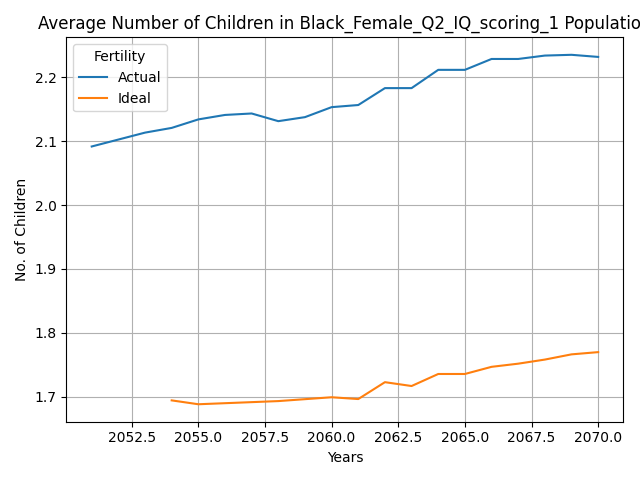 Average Number of Children in Black_Female_Q2_IQ_scoring_1 Populatio
Fertility
Actual
Ideal
2.2
2.1
2.0
1.9
1.8
1.7
No. of Children
2052.5 2055.0 2057.5 2060.0 2062.5 2065.0 2067.5 2070.0
Years